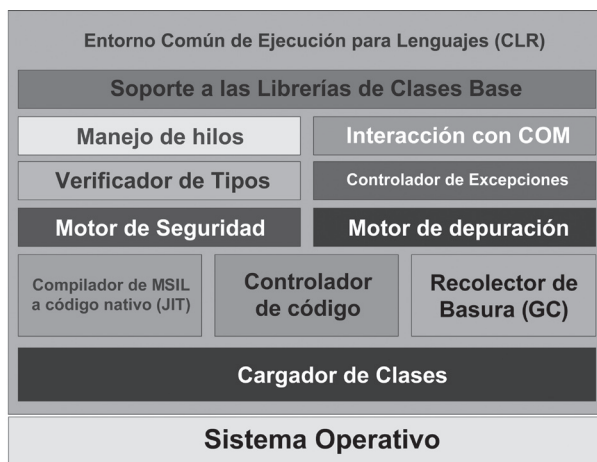 Entorno Común de Ejecución para Lenguajes (CLR)
Soporte a las Librerías de Clases Base
Manejo de hilos
Interacción con COM
Verificador de Tipos
Controlador de Excepciones
Motor de Seguridad
Motor de depuración
Compilador de MSIL
a código nativo (JIT)
Controlador
de código
Recolector de
Basura (GC)
Cargador de Clases
Sistema Operativo